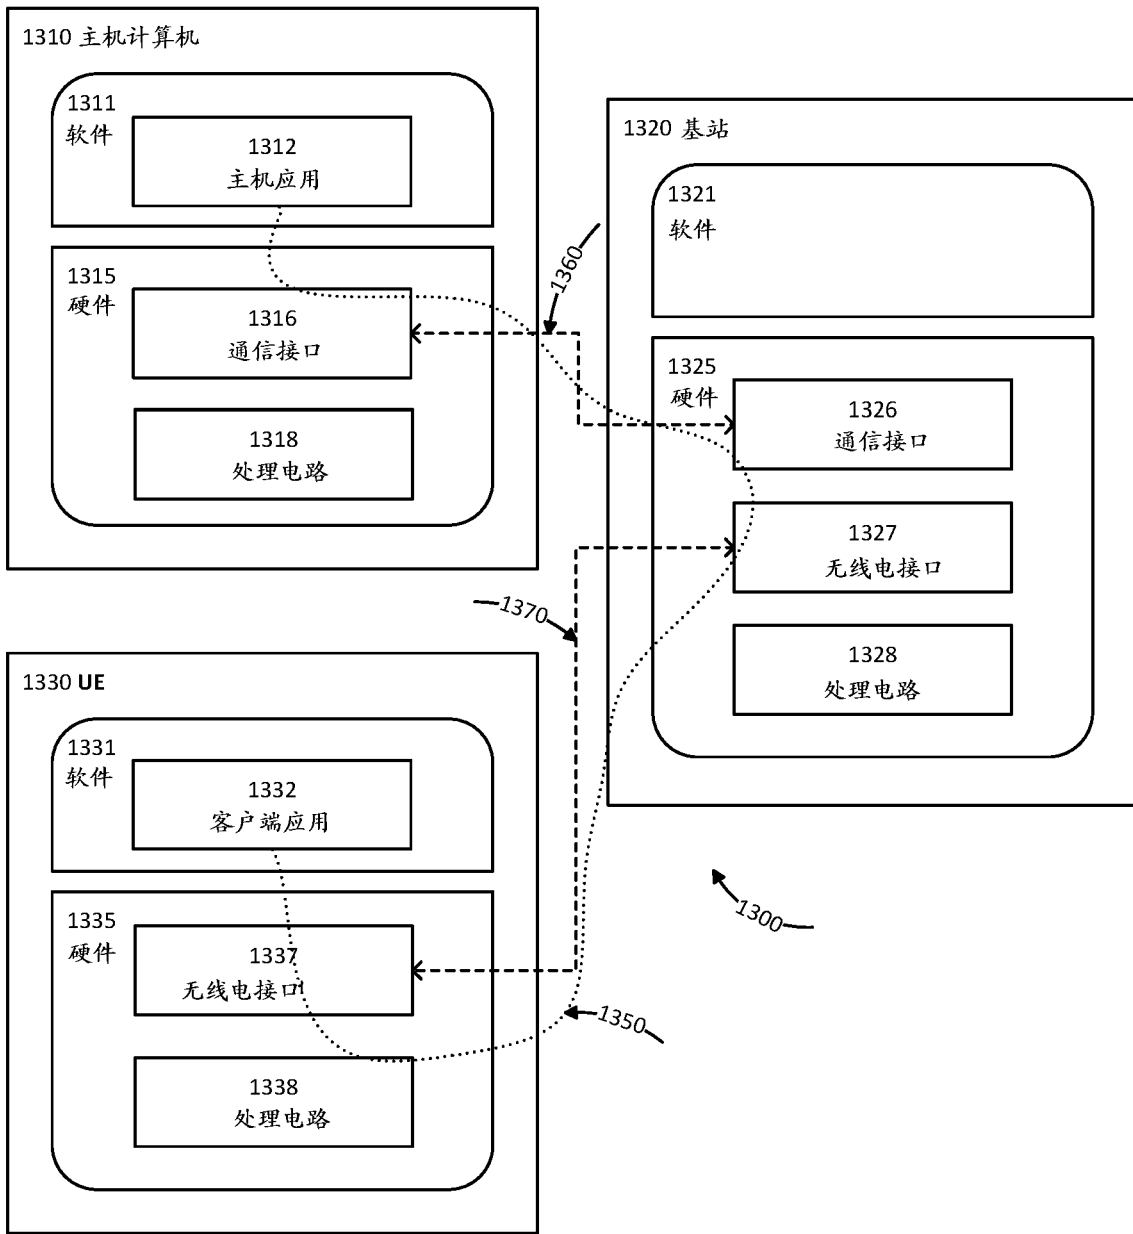 1310 主机计算机
1311
软件
1312
主机应用
1315
硬件
1316
通信接口
1318
处理电路
1320 基站
1321
软件
1325
硬件
1326
通信接口
1327
无线电接口
1328
处理电路
1360
1370
1330 UE
1331
软件
1332
客户端应用
1335
硬件
1337
无线电接口
1338
处理电路
1350
1300